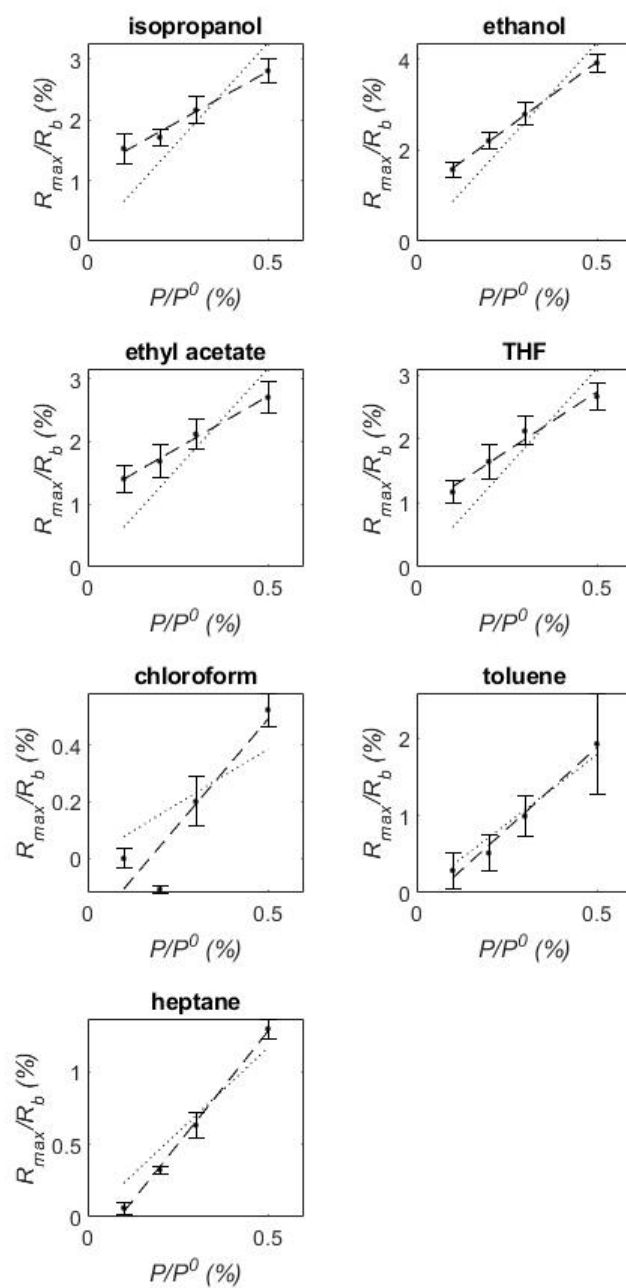 isopropanol
3
2
1
0
R_max/R_b (%)
0
0.5
P/P^0 (%)
ethanol
4
2
0
R_max/R_b (%)
0
0.5
P/P^0 (%)
ethyl acetate
3
2
1
0
R_max/R_b (%)
0
0.5
P/P^0 (%)
THF
3
2
1
0
R_max/R_b (%)
0
0.5
P/P^0 (%)
chloroform
0.4
0.2
0
R_max/R_b (%)
0
0.5
P/P^0 (%)
toluene
2
1
0
R_max/R_b (%)
0
0.5
P/P^0 (%)
heptane
1
0.5
0
R_max/R_b (%)
0
0.5
P/P^0 (%)